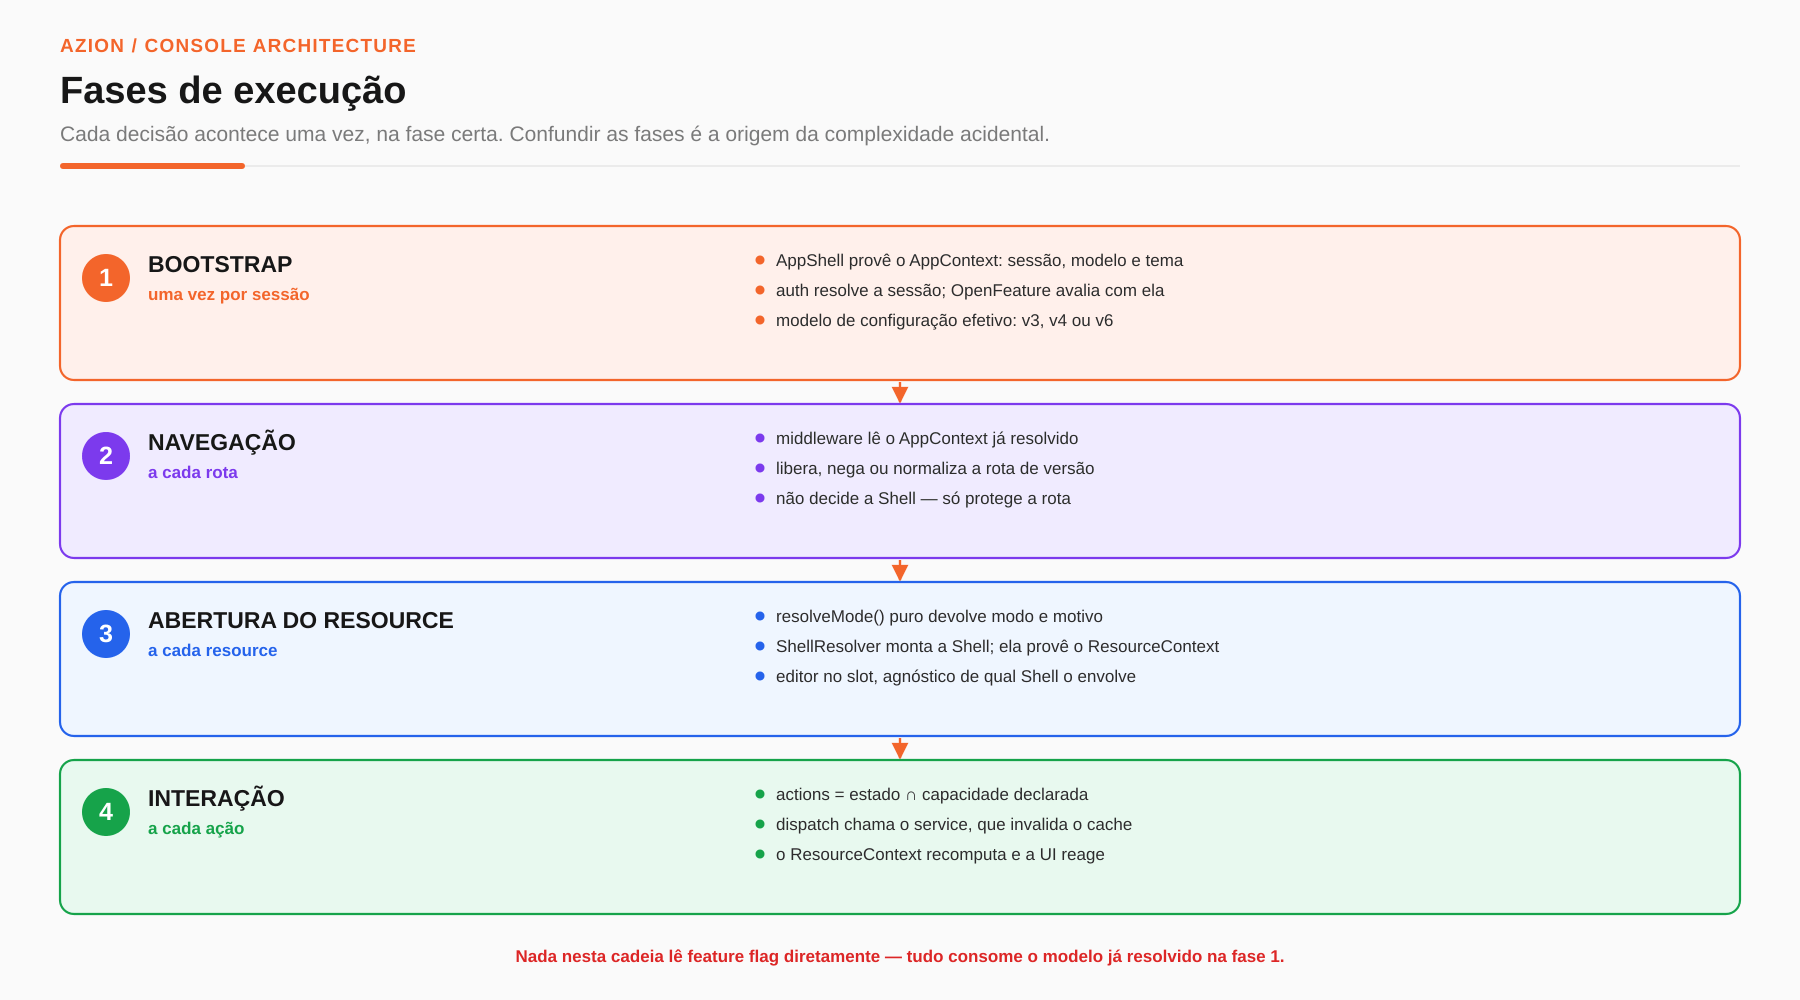 AZION / CONSOLE ARCHITECTURE
Fases de execução
Cada decisão acontece uma vez, na fase certa. Confundir as fases é a origem da complexidade acidental.
1
BOOTSTRAP
uma vez por sessão
AppShell provê o AppContext: sessão, modelo e tema
auth resolve a sessão; OpenFeature avalia com ela
modelo de configuração efetivo: v3, v4 ou v6
2
NAVEGAÇÃO
a cada rota
middleware lê o AppContext já resolvido
libera, nega ou normaliza a rota de versão
não decide a Shell — só protege a rota
3
ABERTURA DO RESOURCE
a cada resource
resolveMode() puro devolve modo e motivo
ShellResolver monta a Shell; ela provê o ResourceContext
editor no slot, agnóstico de qual Shell o envolve
4
INTERAÇÃO
a cada ação
actions = estado ∩ capacidade declarada
dispatch chama o service, que invalida o cache
o ResourceContext recomputa e a UI reage
Nada nesta cadeia lê feature flag diretamente — tudo consome o modelo já resolvido na fase 1.